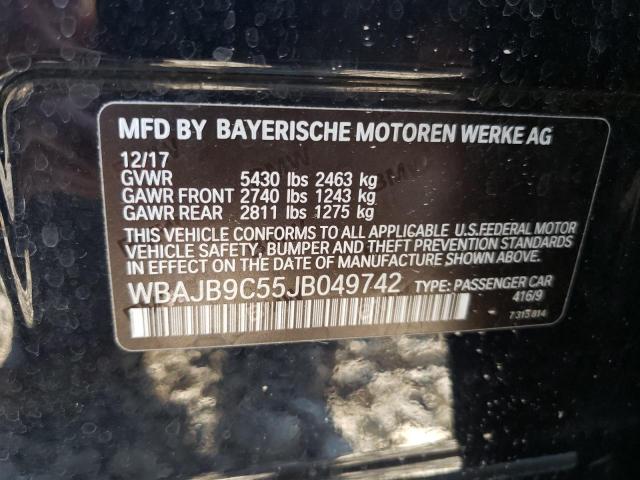 MFD BY BAYERISCHE MOTOREN WERKE AG
12/17
GVWR 5430 lbs 2463 kg
GAWR FRONT 2740 lbs 1243 kg
GAWR REAR 2811 lbs 1275 kg
THIS VEHICLE CONFORMS TO ALL APPLICABLE U.S.FEDERAL MOTOR
VEHICLE SAFETY, BUMPER AND THEFT PREVENTION STANDARDS
IN EFFECT ON THE DATE OF MANUFACTURE SHOWN ABOVE.
WBAJB9C55JB049742 TYPE: PASSENGER CAR
416/9
7315814